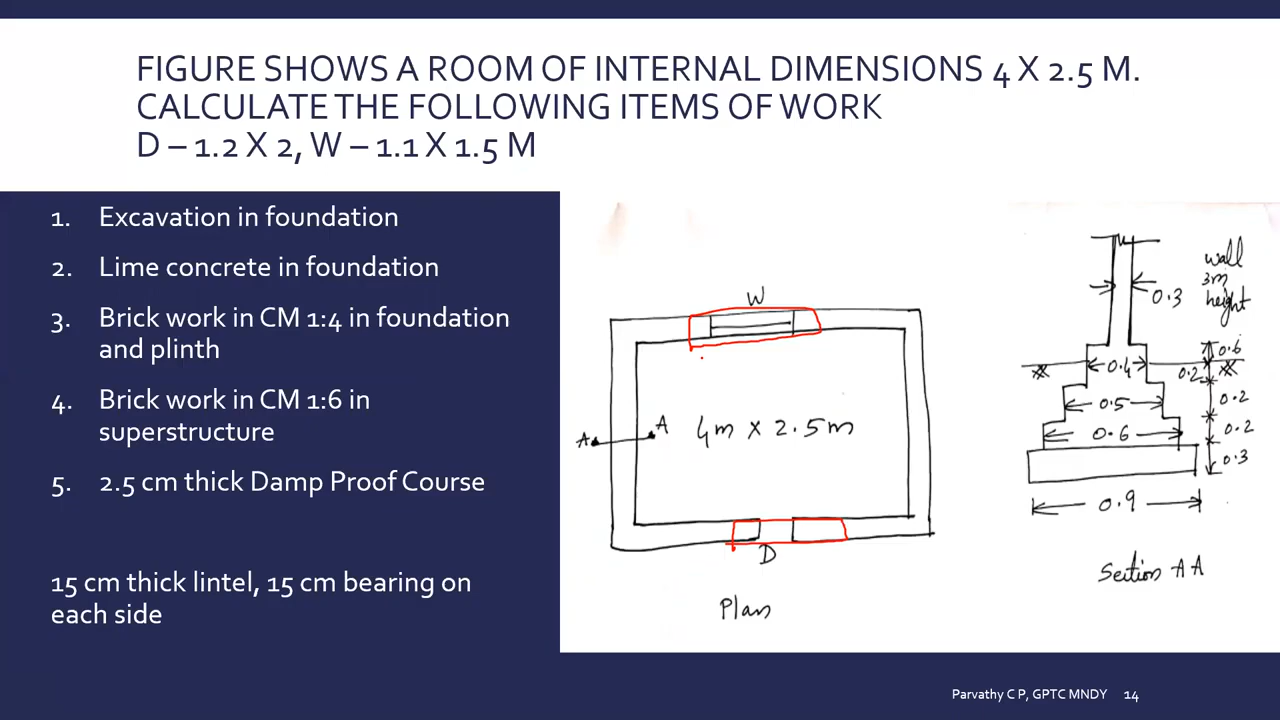 FIGURE SHOWS A ROOM OF INTERNAL DIMENSIONS 4 X 2.5 M.
CALCULATE THE FOLLOWING ITEMS OF WORK
D – 1.2 X 2, W – 1.1 X 1.5 M
1. Excavation in foundation
2. Lime concrete in foundation
3. Brick work in CM 1:4 in foundation
and plinth
4. Brick work in CM 1:6 in
superstructure
5. 2.5 cm thick Damp Proof Course
15 cm thick lintel, 15 cm bearing on
each side
W
A
A
4m X 2.5m
D
Plan
wall
3m
height
0.3
0.6
0.4
0.2
0.5
0.2
0.6
0.2
0.3
0.9
Section AA
Parvathy C P, GPTC MNDY 14